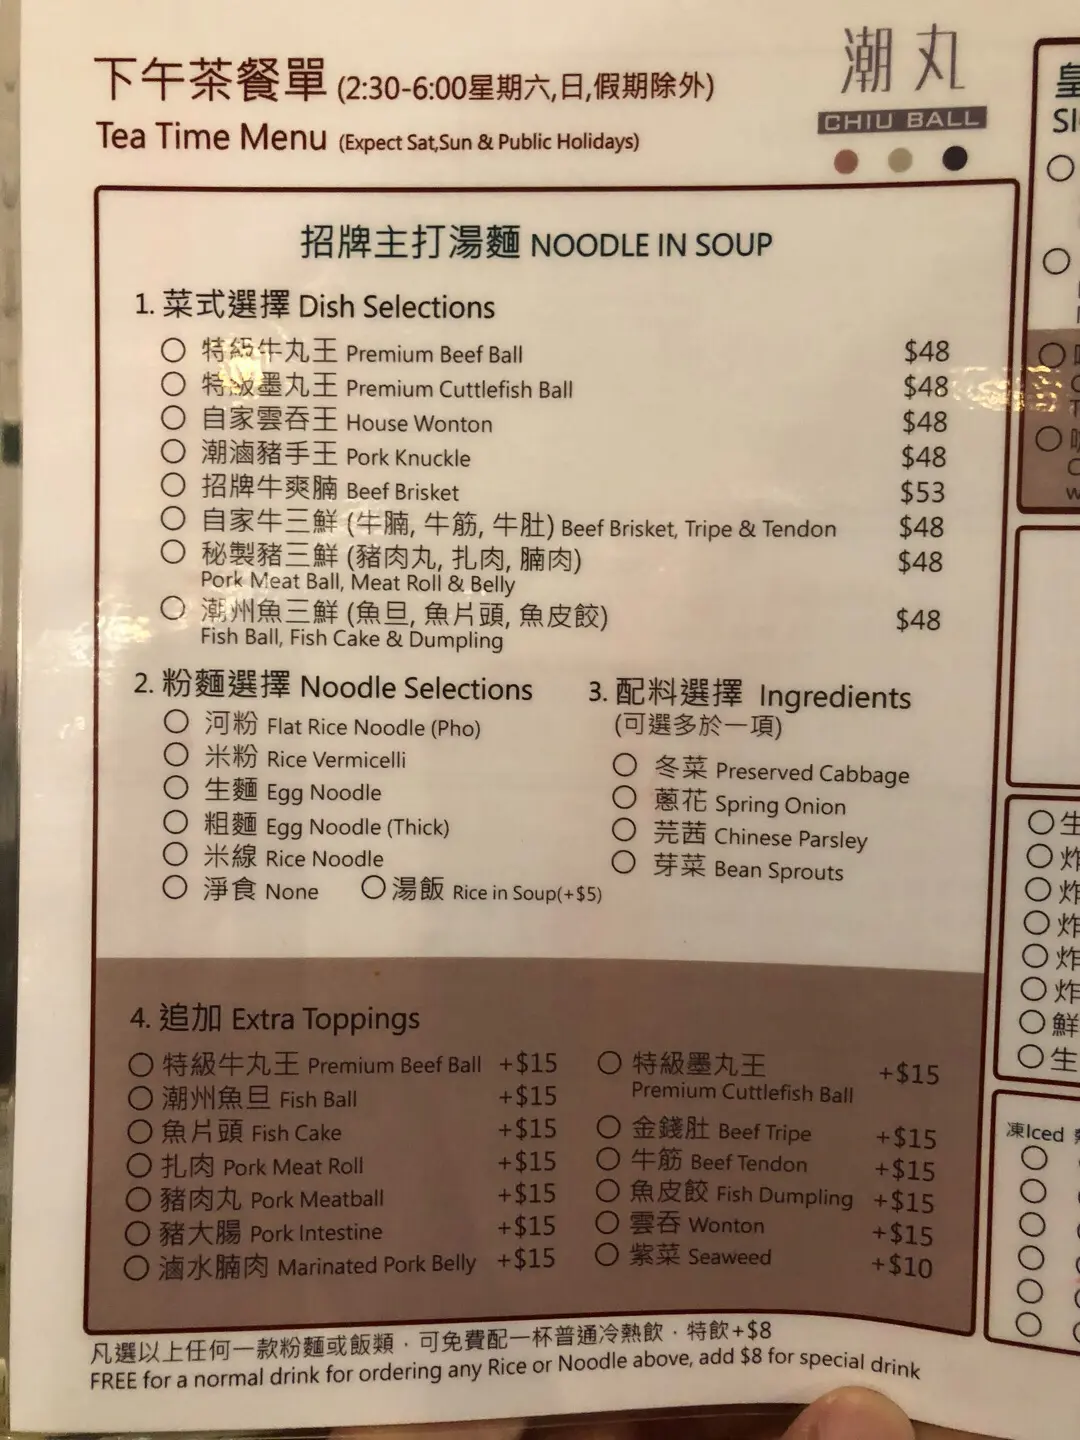 下午茶餐單 (2:30-6:00星期六,日,假期除外)
Tea Time Menu (Expect Sat,Sun & Public Holidays)
潮丸
CHIU BALL
招牌主打湯麵 NOODLE IN SOUP
1. 菜式選擇 Dish Selections
特級牛丸王 Premium Beef Ball $48
特級墨丸王 Premium Cuttlefish Ball $48
自家雲吞王 House Wonton $48
潮滷豬手王 Pork Knuckle $48
招牌牛爽腩 Beef Brisket $53
自家牛三鮮 (牛腩, 牛筋, 牛肚) Beef Brisket, Tripe & Tendon $48
秘製豬三鮮 (豬肉丸, 扎肉, 腩肉) $48
Pork Meat Ball, Meat Roll & Belly
潮州魚三鮮 (魚旦, 魚片頭, 魚皮餃) $48
Fish Ball, Fish Cake & Dumpling
2. 粉麵選擇 Noodle Selections
河粉 Flat Rice Noodle (Pho)
米粉 Rice Vermicelli
生麵 Egg Noodle
粗麵 Egg Noodle (Thick)
米線 Rice Noodle
淨食 None 湯飯 Rice in Soup(+$5)
3. 配料選擇 Ingredients
(可選多於一項)
冬菜 Preserved Cabbage
蔥花 Spring Onion
芫茜 Chinese Parsley
芽菜 Bean Sprouts
4. 追加 Extra Toppings
特級牛丸王 Premium Beef Ball +$15
潮州魚旦 Fish Ball +$15
魚片頭 Fish Cake +$15
扎肉 Pork Meat Roll +$15
豬肉丸 Pork Meatball +$15
豬大腸 Pork Intestine +$15
滷水腩肉 Marinated Pork Belly +$15
特級墨丸王 +$15
Premium Cuttlefish Ball
金錢肚 Beef Tripe +$15
牛筋 Beef Tendon +$15
魚皮餃 Fish Dumpling +$15
雲吞 Wonton +$15
紫菜 Seaweed +$10
凡選以上任何一款粉麵或飯類，可免費配一杯普通冷熱飲，特飲+$8
FREE for a normal drink for ordering any Rice or Noodle above, add $8 for special drink
生
炸
炸
炸
炸
炸
鮮
生
凍Iced